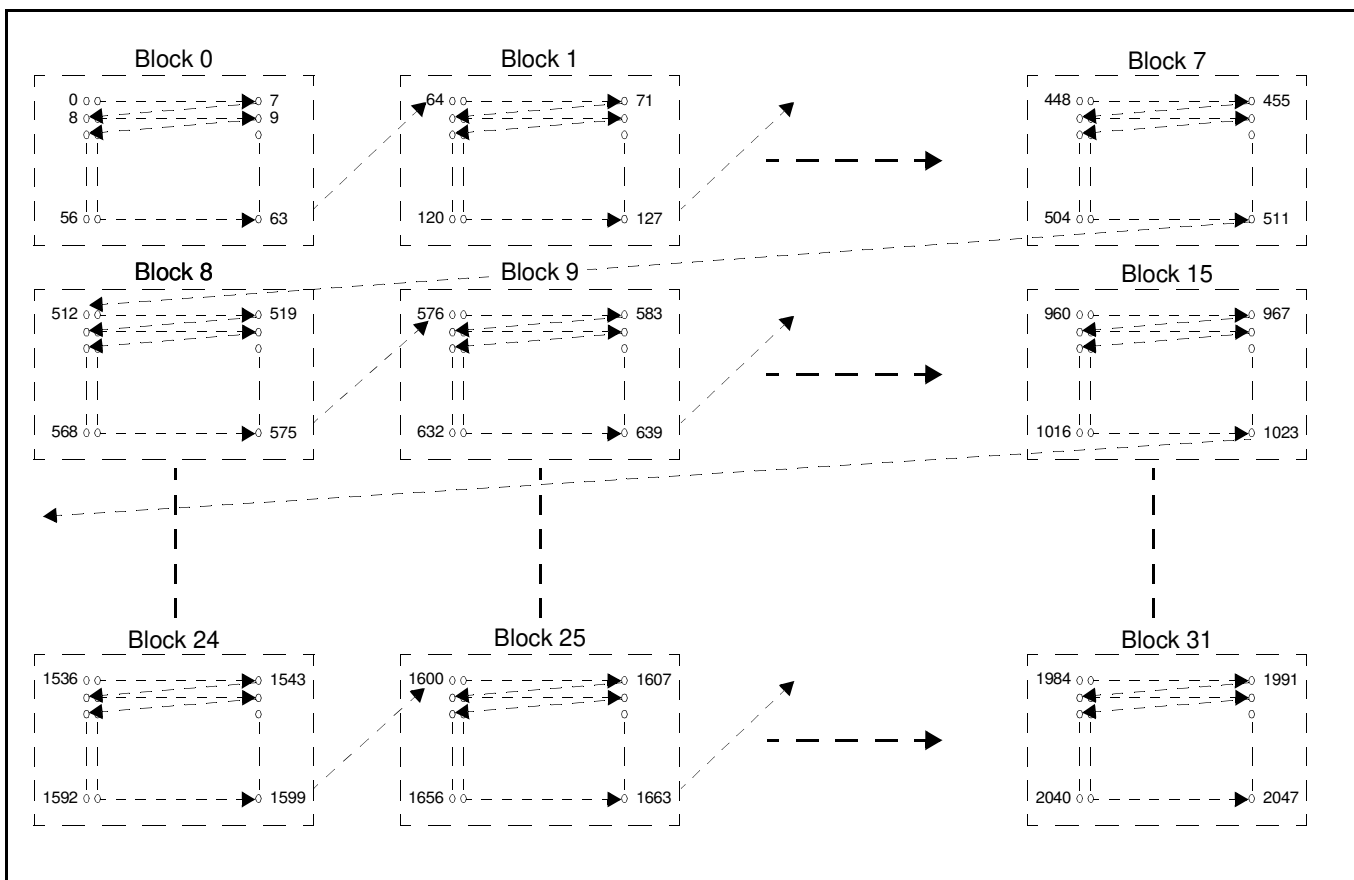 Block 0 Block 1 Block 7
0 7 64 71 448 455
8 9
56 63 120 127 504 511
Block 8 Block 9 Block 15
512 519 576 583 960 967
568 575 632 639 1016 1023
Block 24 Block 25 Block 31
1536 1543 1600 1607 1984 1991
1592 1599 1656 1663 2040 2047